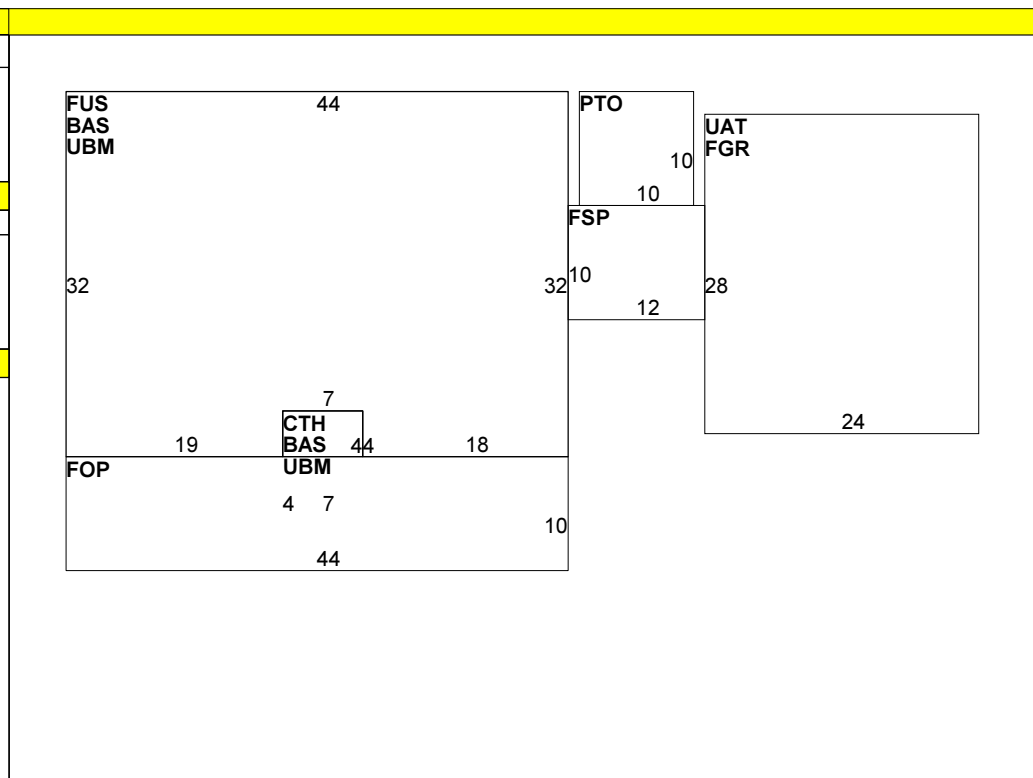 FUS 44 PTO
BAS UAT
UBM FGR
10
10
FSP
10
32 32 28
12
7
CTH 24
19 BAS 44 18
FOP UBM
4 7
10
44